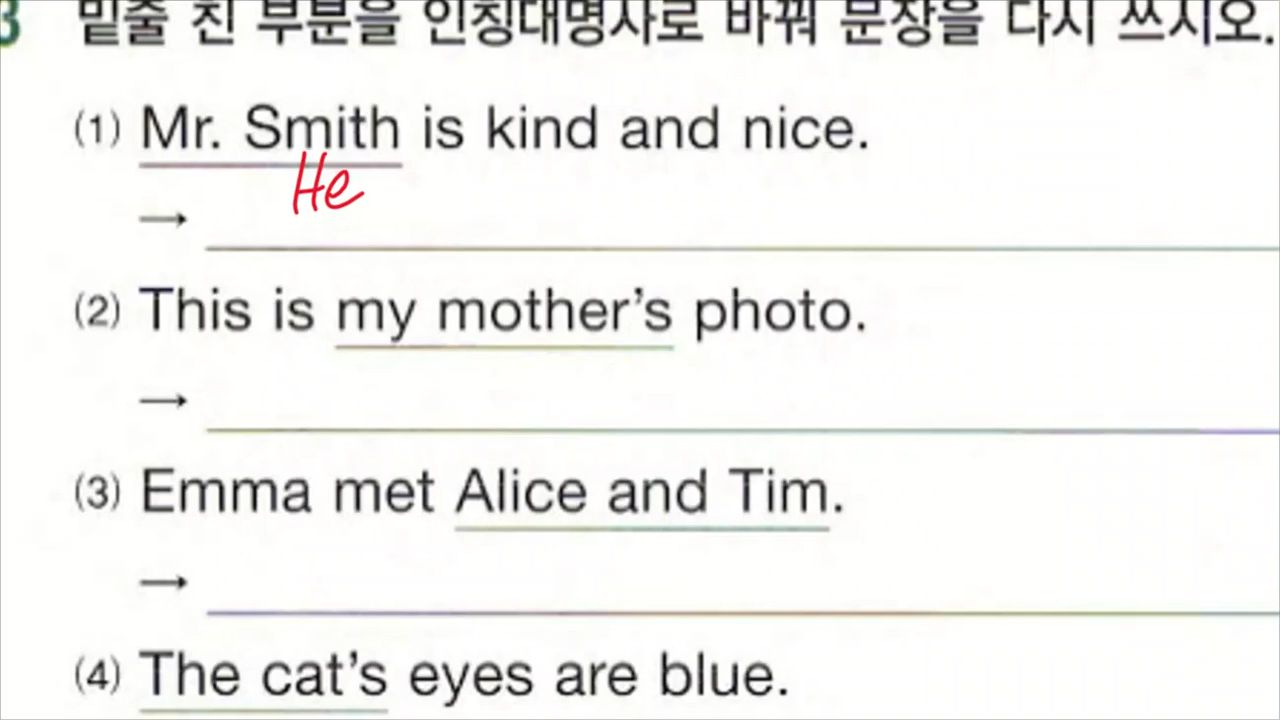 3 밑줄 친 부분을 인칭대명사로 바꿔 문장을 다시 쓰시오.
(1) Mr. Smith is kind and nice.
He
→
(2) This is my mother's photo.
→
(3) Emma met Alice and Tim.
→
(4) The cat's eyes are blue.